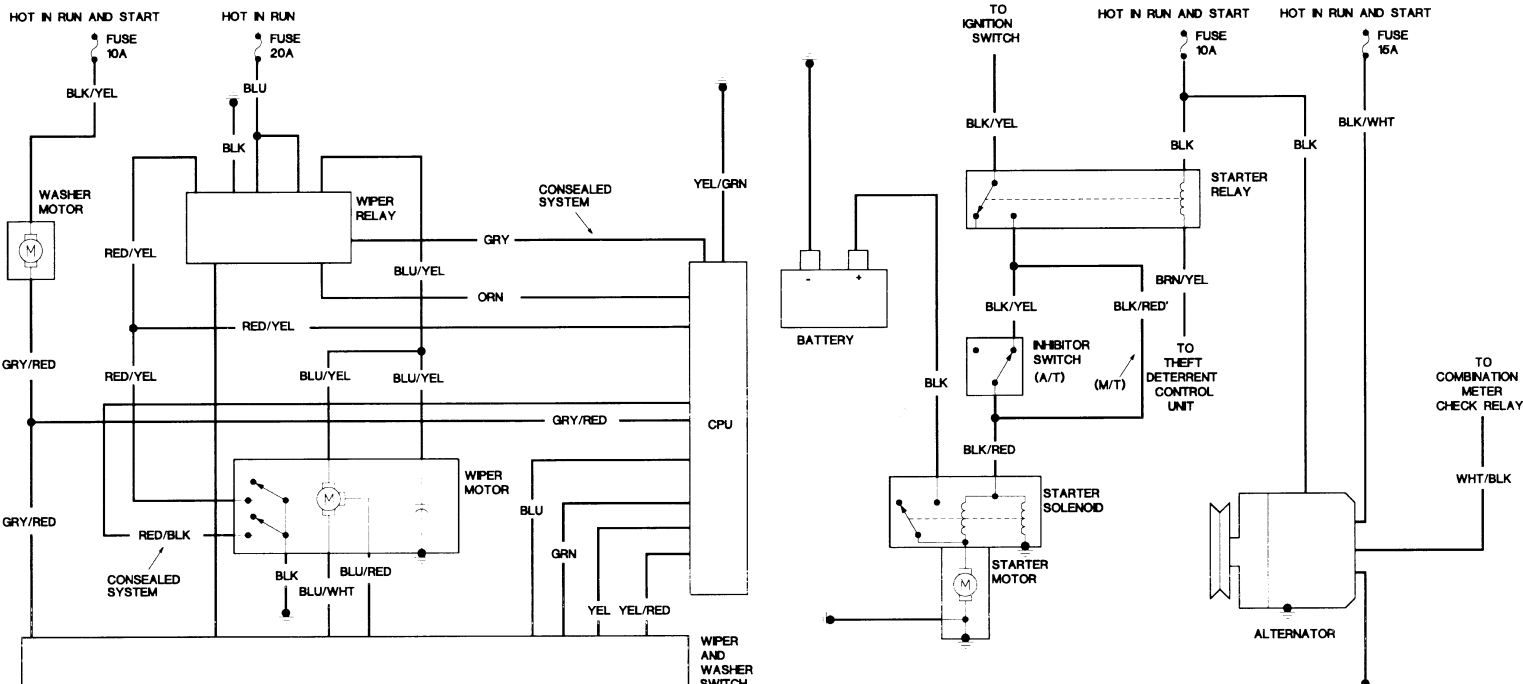 HOT IN RUN AND START
HOT IN RUN
FUSE
10A
FUSE
20A
BLK/YEL
BLU
BLK
WASHER
MOTOR
M
WIPER
RELAY
RED/YEL
GRY
CONSEALED
SYSTEM
YEL/GRN
BLU/YEL
ORN
RED/YEL
GRY/RED
RED/YEL
BLU/YEL
BLU/YEL
GRY/RED
CPU
WIPER
MOTOR
M
GRY/RED
RED/BLK
CONSEALED
SYSTEM
BLK
BLU/WHT
BLU/RED
BLU
GRN
YEL
YEL/RED
WIPER
AND
WASHER
SWITCH
TO
IGNITION
SWITCH
HOT IN RUN AND START
HOT IN RUN AND START
FUSE
10A
FUSE
15A
BLK/YEL
BLK
BLK
BLK/WHT
STARTER
RELAY
- +
BATTERY
BLK/YEL
BLK/RED'
BRN/YEL
INHIBITOR
SWITCH
(A/T)
(M/T)
TO
THEFT
DETERRENT
CONTROL
UNIT
BLK
BLK/RED
TO
COMBINATION
METER
CHECK RELAY
WHT/BLK
STARTER
SOLENOID
STARTER
MOTOR
M
ALTERNATOR